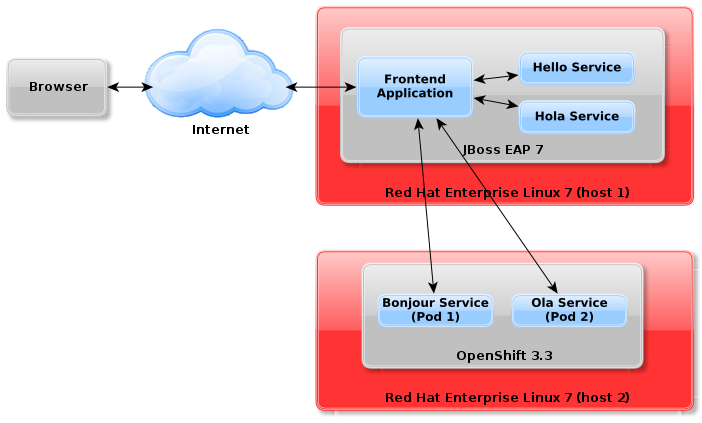 Browser
Internet
Frontend
Application
Hello Service
Hola Service
JBoss EAP 7
Red Hat Enterprise Linux 7 (host 1)
Bonjour Service
(Pod 1)
Ola Service
(Pod 2)
OpenShift 3.3
Red Hat Enterprise Linux 7 (host 2)